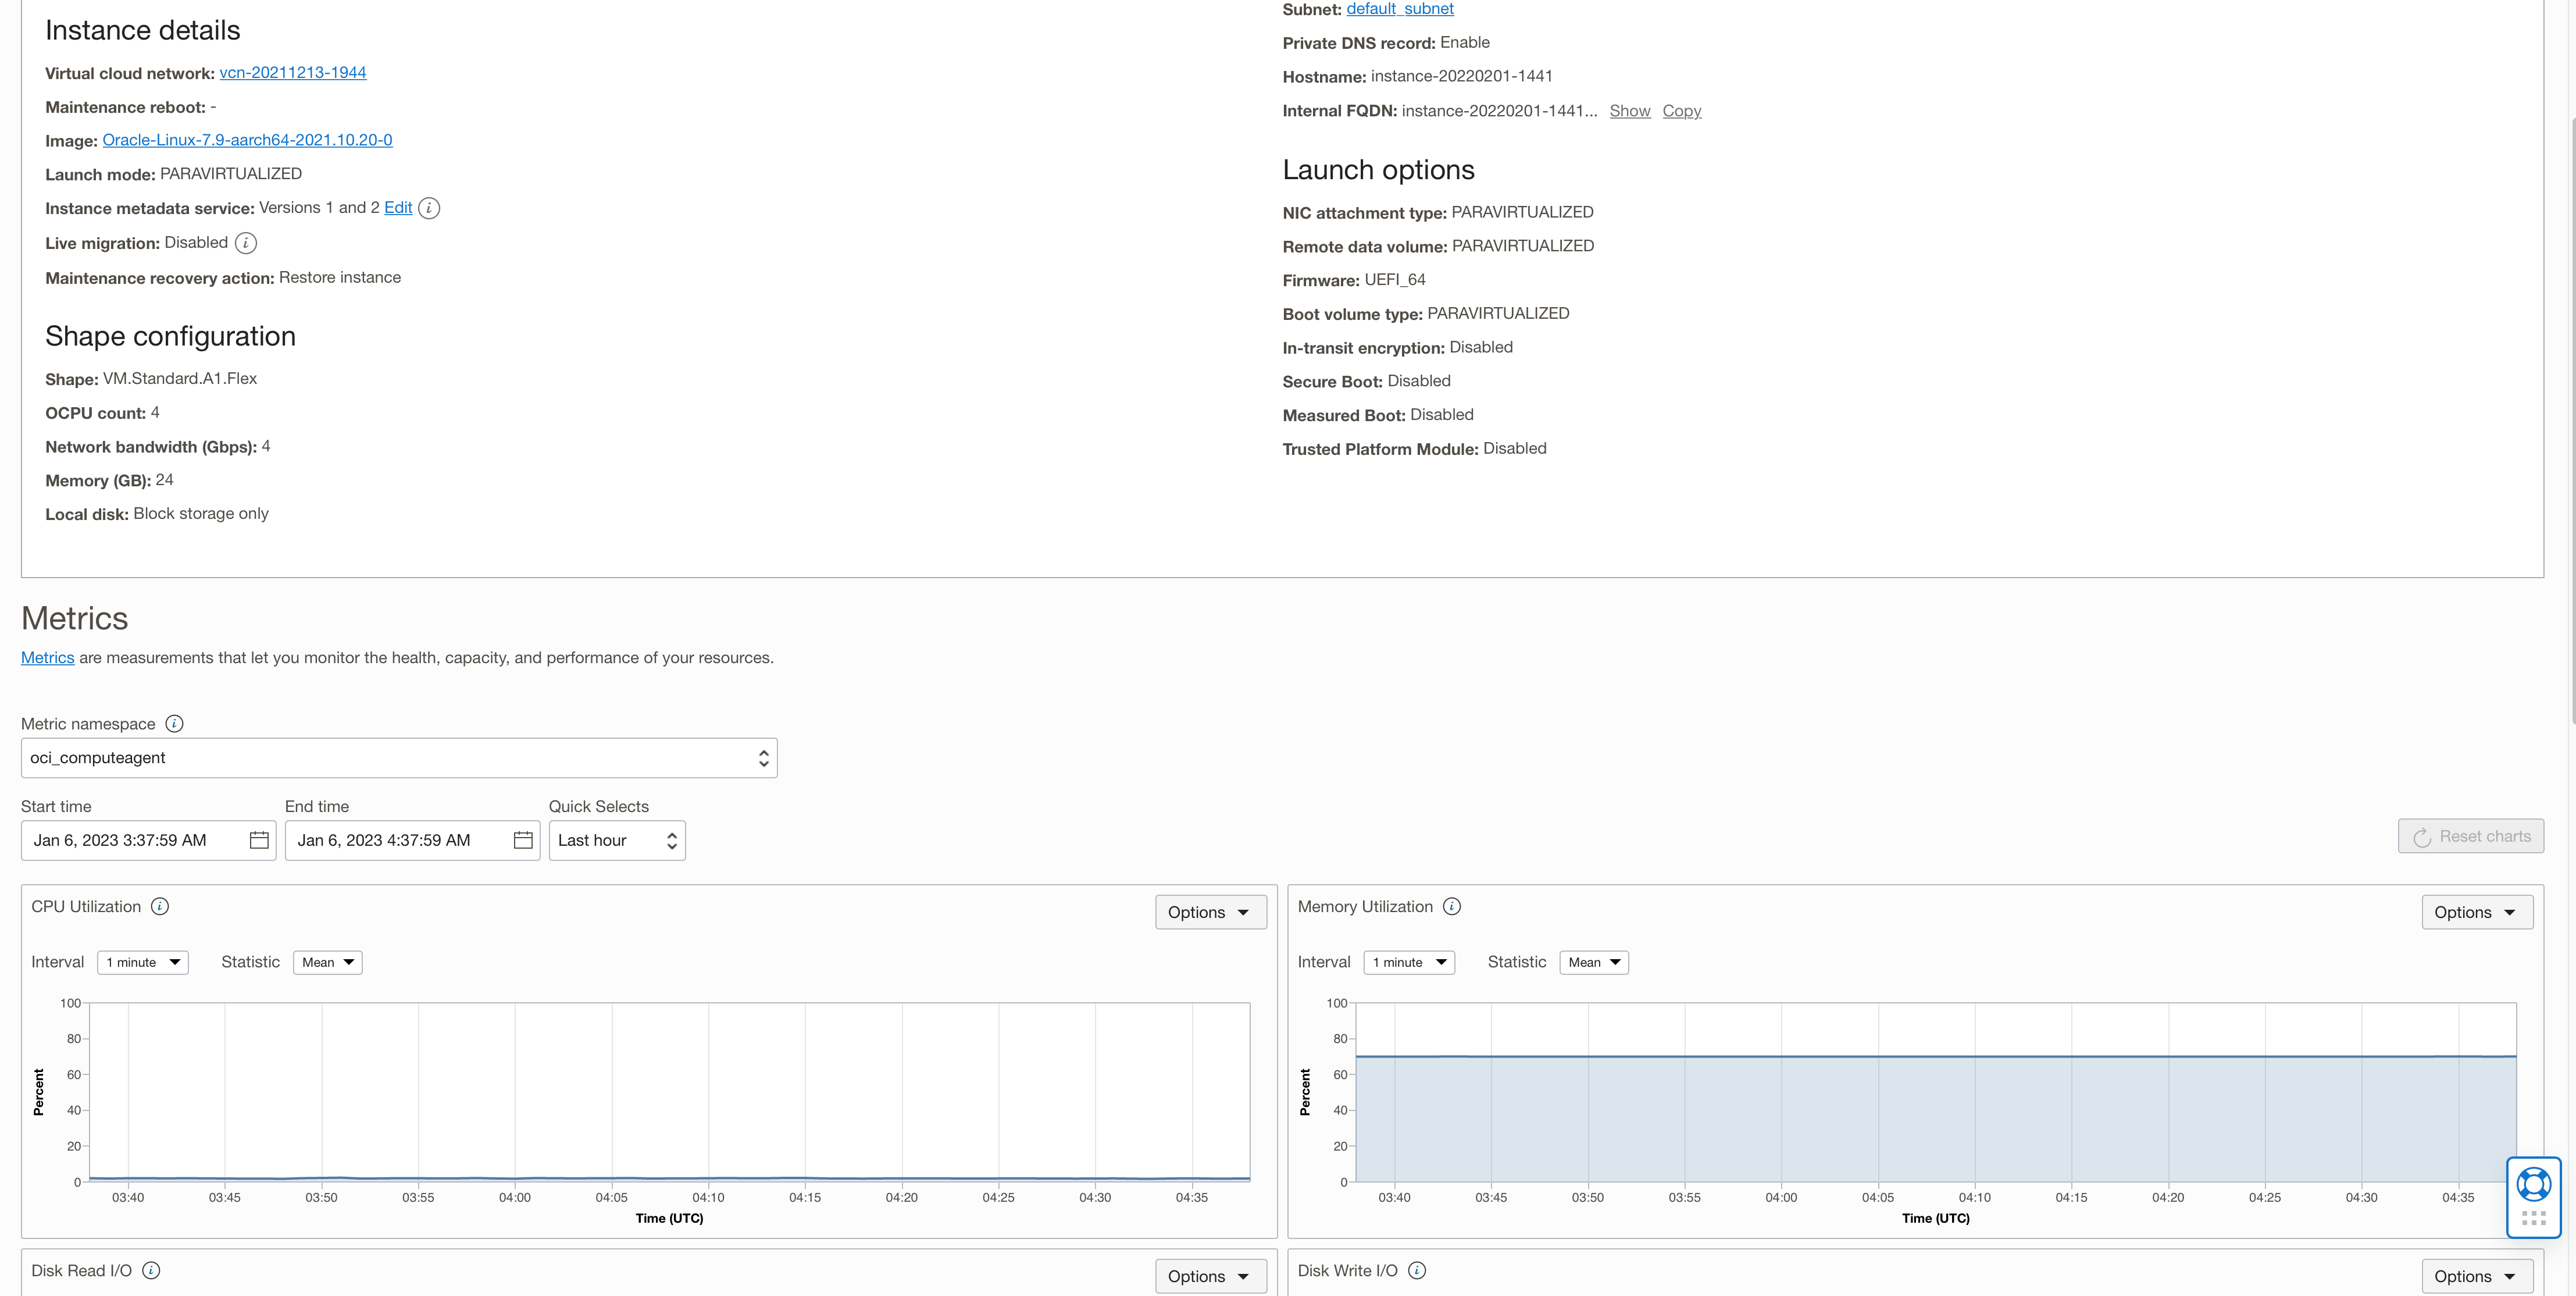 Instance details
Virtual cloud network: vcn-20211213-1944
Maintenance reboot: -
Image: Oracle-Linux-7.9-aarch64-2021.10.20-0
Launch mode: PARAVIRTUALIZED
Instance metadata service: Versions 1 and 2 Edit
Live migration: Disabled
Maintenance recovery action: Restore instance
Shape configuration
Shape: VM.Standard.A1.Flex
OCPU count: 4
Network bandwidth (Gbps): 4
Memory (GB): 24
Local disk: Block storage only
Subnet: default_subnet
Private DNS record: Enable
Hostname: instance-20220201-1441
Internal FQDN: instance-20220201-1441... Show Copy
Launch options
NIC attachment type: PARAVIRTUALIZED
Remote data volume: PARAVIRTUALIZED
Firmware: UEFI_64
Boot volume type: PARAVIRTUALIZED
In-transit encryption: Disabled
Secure Boot: Disabled
Measured Boot: Disabled
Trusted Platform Module: Disabled
Metrics
Metrics are measurements that let you monitor the health, capacity, and performance of your resources.
Metric namespace
oci_computeagent
Start time End time Quick Selects
Jan 6, 2023 3:37:59 AM Jan 6, 2023 4:37:59 AM Last hour Reset charts
CPU Utilization Options
Interval 1 minute Statistic Mean
100
80
60
40
20
0
Percent
03:40 03:45 03:50 03:55 04:00 04:05 04:10 04:15 04:20 04:25 04:30 04:35
Time (UTC)
Memory Utilization Options
Interval 1 minute Statistic Mean
100
80
60
40
20
0
Percent
03:40 03:45 03:50 03:55 04:00 04:05 04:10 04:15 04:20 04:25 04:30 04:35
Time (UTC)
Disk Read I/O Options
Disk Write I/O Options